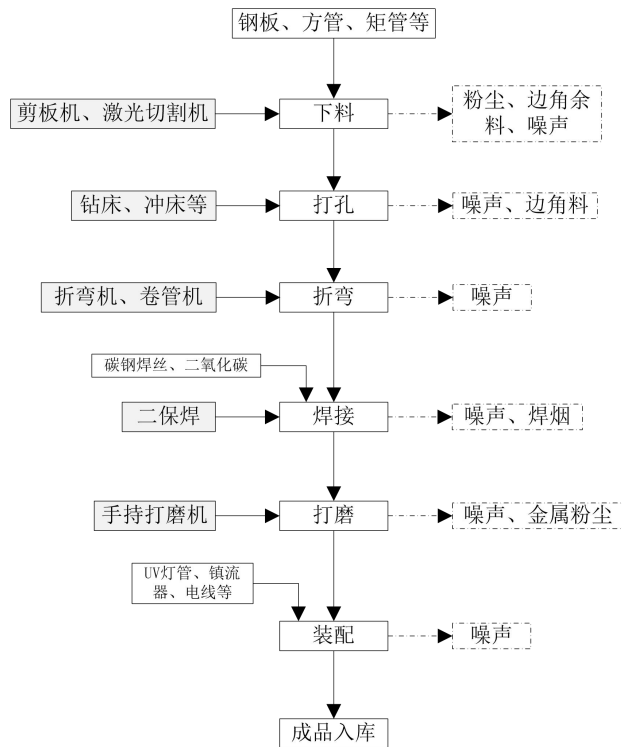 钢板、方管、矩管等
剪板机、激光切割机
下料
粉尘、边角余
料、噪声
钻床、冲床等
打孔
噪声、边角料
折弯机、卷管机
折弯
噪声
碳钢焊丝、二氧化碳
二保焊
焊接
噪声、焊烟
手持打磨机
打磨
噪声、金属粉尘
UV灯管、镇流
器、电线等
装配
噪声
成品入库